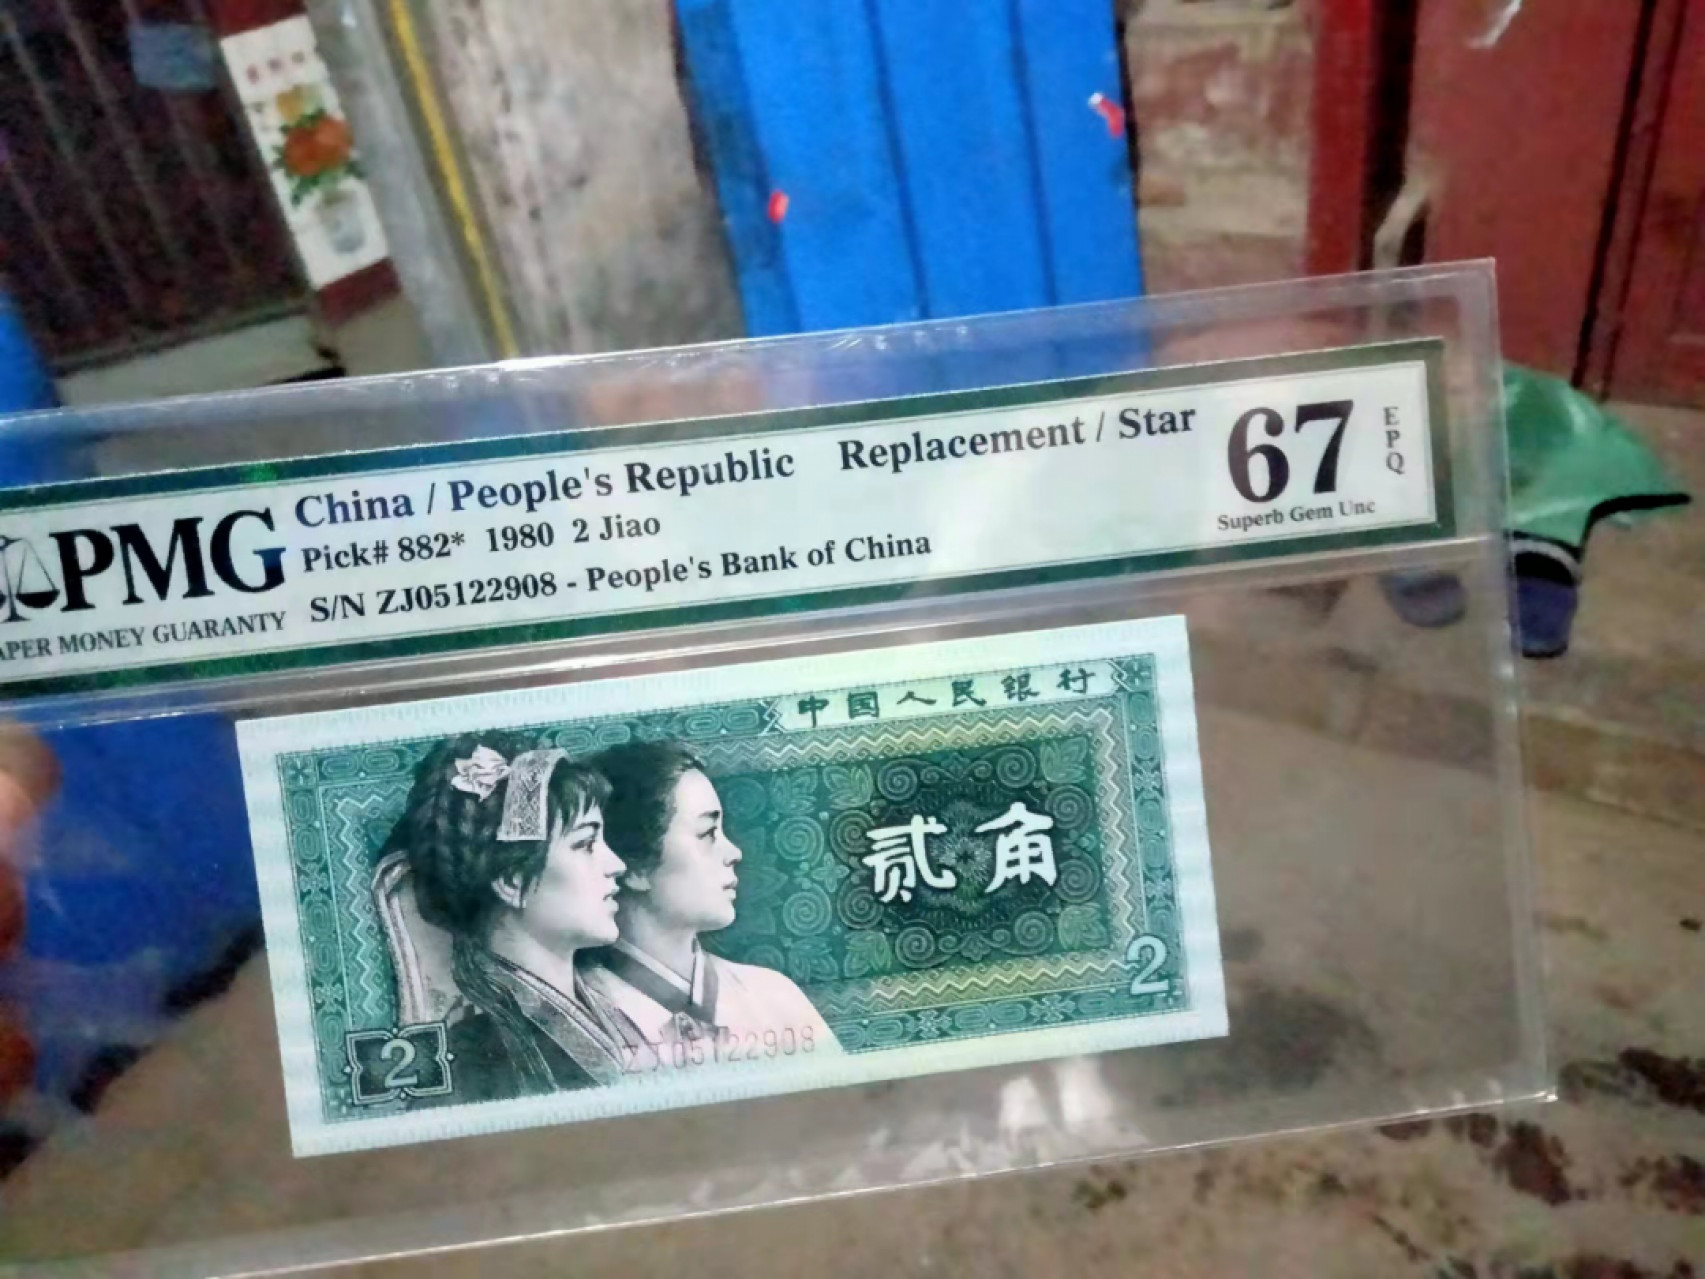 China / People's Republic Replacement / Star
67
EPQ
PMG
Pick# 882* 1980 2 Jiao
Superb Gem Unc
S/N ZJ05122908 - People's Bank of China
APER MONEY GUARANTY
中国人民银行
贰角
2
2
ZJ05122908